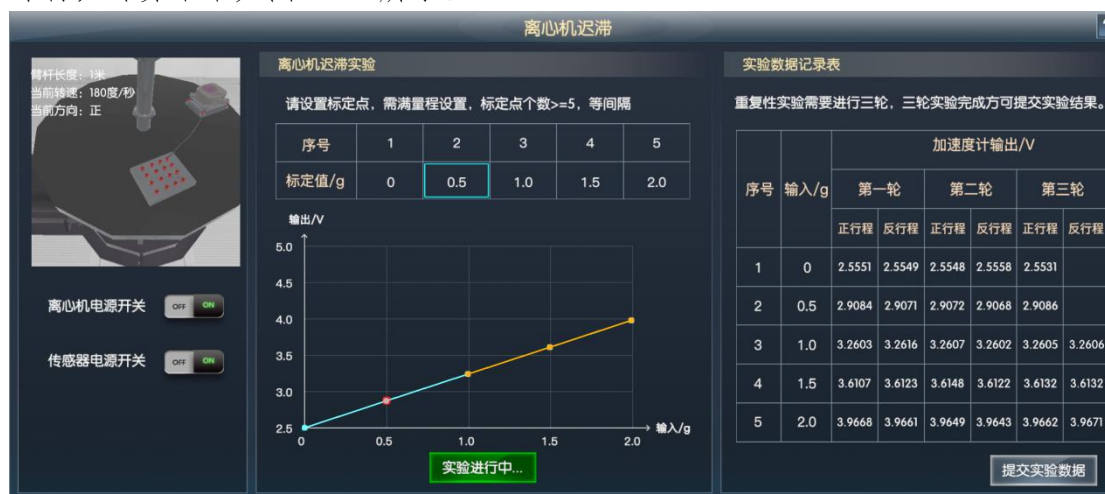 离心机迟滞
臂杆长度：1米
当前转速：180度/秒
当前方向：正
离心机电源开关 OFF ON
传感器电源开关 OFF ON
离心机迟滞实验
请设置标定点，需满量程设置，标定点个数>=5，等间隔
序号 1 2 3 4 5
标定值/g 0 0.5 1.0 1.5 2.0
输出/V
5.0
4.5
4.0
3.5
3.0
2.5
0 0.5 1.0 1.5 2.0
输入/g
实验进行中...
实验数据记录表
重复性实验需要进行三轮，三轮实验完成方可提交实验结果。
加速度计输出/V
序号 输入/g 第一轮 第二轮 第三轮
正行程 反行程 正行程 反行程 正行程 反行程
1 0 2.5551 2.5549 2.5548 2.5558 2.5531
2 0.5 2.9084 2.9071 2.9072 2.9068 2.9086
3 1.0 3.2603 3.2616 3.2607 3.2602 3.2605 3.2606
4 1.5 3.6107 3.6123 3.6148 3.6122 3.6132 3.6132
5 2.0 3.9668 3.9661 3.9649 3.9643 3.9662 3.9671
提交实验数据